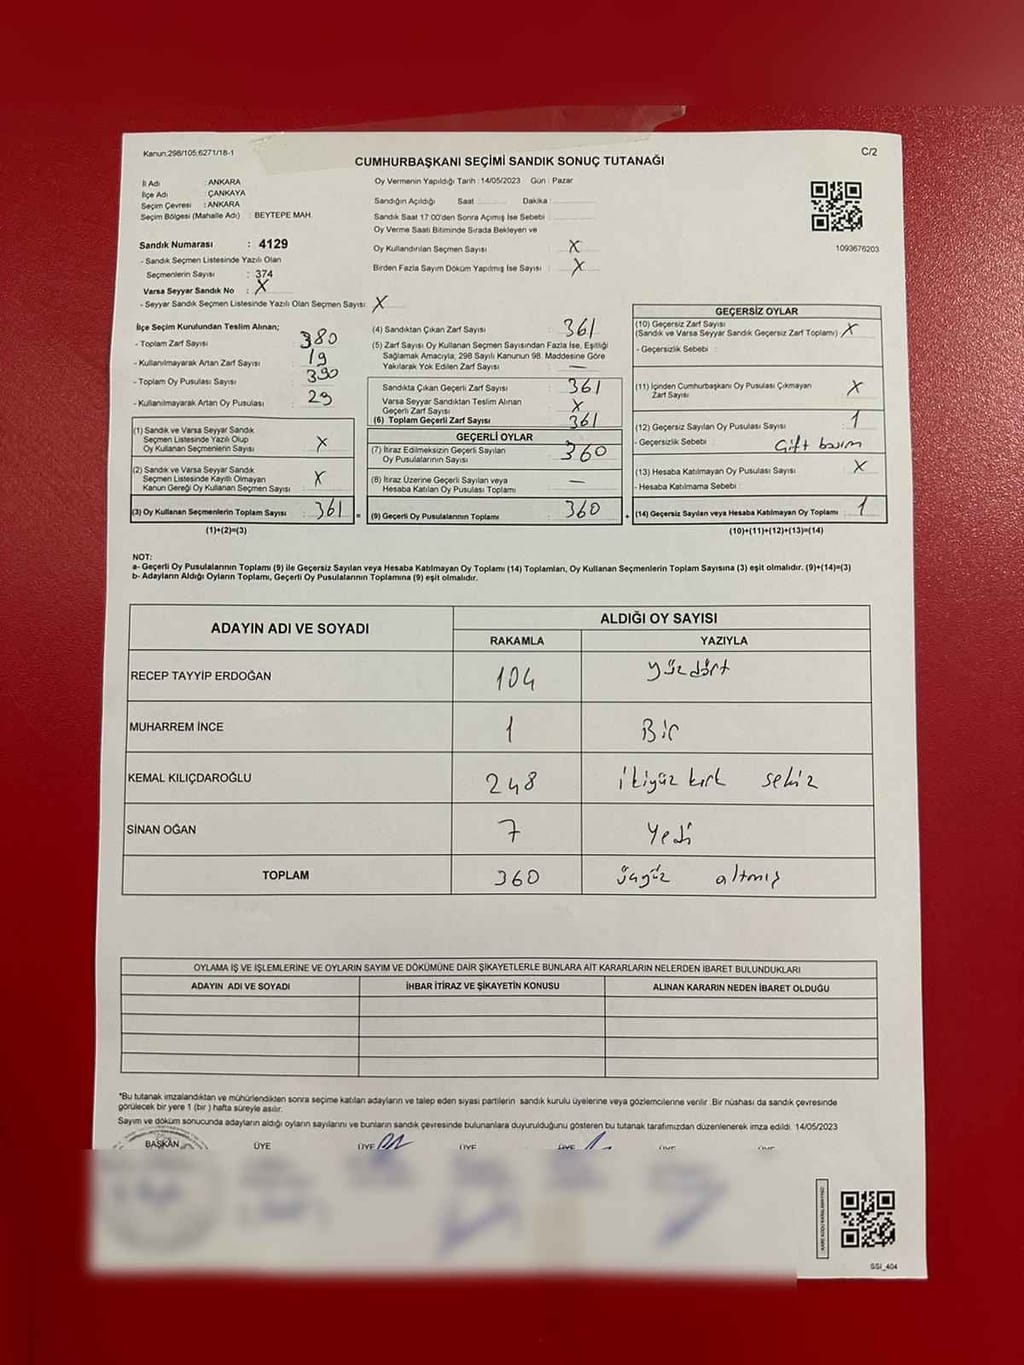 Kanun;298/105;6271/18-1
C/2
CUMHURBAŞKANI SEÇİMİ SANDIK SONUÇ TUTANAĞI
İl Adı : ANKARA
İlçe Adı : ÇANKAYA
Seçim Çevresi : ANKARA
Seçim Bölgesi (Mahalle Adı) : BEYTEPE MAH.
Sandık Numarası : 4129
- Sandık Seçmen Listesinde Yazılı Olan
Seçmenlerin Sayısı : 374
Varsa Seyyar Sandık No : X
- Seyyar Sandık Seçmen Listesinde Yazılı Olan Seçmen Sayısı: X
Oy Vermenin Yapıldığı Tarih : 14/05/2023 Gün : Pazar
Sandığın Açıldığı Saat Dakika :
Sandık Saat 17:00'den Sonra Açılmış İse Sebebi :
Oy Verme Saati Bitiminde Sırada Bekleyen ve
Oy Kullandırılan Seçmen Sayısı X
Birden Fazla Sayım Döküm Yapılmış İse Sayısı : X
1093676203
İlçe Seçim Kurulundan Teslim Alınan;
- Toplam Zarf Sayısı : 380
- Kullanılmayarak Artan Zarf Sayısı : 19
- Toplam Oy Pusulası Sayısı : 390
- Kullanılmayarak Artan Oy Pusulası : 29
(1) Sandık ve Varsa Seyyar Sandık
Seçmen Listesinde Yazılı Olup
Oy Kullanan Seçmenlerin Sayısı X
(2) Sandık ve Varsa Seyyar Sandık
Seçmen Listesinde Kayıtlı Olmayan
Kanun Gereği Oy Kullanan Seçmen Sayısı X
(3) Oy Kullanan Seçmenlerin Toplam Sayısı 361
(1)+(2)=(3)
(4) Sandıktan Çıkan Zarf Sayısı 361
(5) Zarf Sayısı Oy Kullanan Seçmen Sayısından Fazla İse, Eşitliği
Sağlamak Amacıyla, 298 Sayılı Kanunun 98. Maddesine Göre
Yakılarak Yok Edilen Zarf Sayısı : —
Sandıkta Çıkan Geçerli Zarf Sayısı 361
Varsa Seyyar Sandıktan Teslim Alınan
Geçerli Zarf Sayısı X
(6) Toplam Geçerli Zarf Sayısı 361
GEÇERLİ OYLAR
(7) İtiraz Edilmeksizin Geçerli Sayılan
Oy Pusulalarının Sayısı 360
(8) İtiraz Üzerine Geçerli Sayılan veya
Hesaba Katılan Oy Pusulası Toplamı —
(9) Geçerli Oy Pusulalarının Toplamı 360
GEÇERSİZ OYLAR
(10) Geçersiz Zarf Sayısı
(Sandık ve Varsa Seyyar Sandık Geçersiz Zarf Toplamı) X
- Geçersizlik Sebebi :
(11) İçinden Cumhurbaşkanı Oy Pusulası Çıkmayan
Zarf Sayısı X
(12) Geçersiz Sayılan Oy Pusulası Sayısı 1
- Geçersizlik Sebebi Çift basım
(13) Hesaba Katılmayan Oy Pusulası Sayısı X
- Hesaba Katılmama Sebebi :
(14) Geçersiz Sayılan veya Hesaba Katılmayan Oy Toplamı 1
(10)+(11)+(12)+(13)=(14)
NOT:
a- Geçerli Oy Pusulalarının Toplamı (9) ile Geçersiz Sayılan veya Hesaba Katılmayan Oy Toplamı (14) Toplamları, Oy Kullanan Seçmenlerin Toplam Sayısına (3) eşit olmalıdır. (9)+(14)=(3)
b- Adayların Aldığı Oyların Toplamı, Geçerli Oy Pusulalarının Toplamına (9) eşit olmalıdır.
ADAYIN ADI VE SOYADI
ALDIĞI OY SAYISI
RAKAMLA YAZIYLA
RECEP TAYYİP ERDOĞAN 104 yüzdört
MUHARREM İNCE 1 Bir
KEMAL KILIÇDAROĞLU 248 ikiyüz kırk sekiz
SİNAN OĞAN 7 Yedi
TOPLAM 360 üçyüz altmış
OYLAMA İŞ VE İŞLEMLERİNE VE OYLARIN SAYIM VE DÖKÜMÜNE DAİR ŞİKAYETLERLE BUNLARA AİT KARARLARIN NELERDEN İBARET BULUNDUKLARI
ADAYIN ADI VE SOYADI İHBAR İTİRAZ VE ŞİKAYETİN KONUSU ALINAN KARARIN NEDEN İBARET OLDUĞU
*Bu tutanak imzalandıktan ve mühürlendikten sonra seçime katılan adayların ve talep eden siyasi partilerin sandık kurulu üyelerine veya gözlemcilerine verilir. Bir nüshası da sandık çevresinde
görülecek bir yere 1 (bir ) hafta süreyle asılır.
Sayım ve döküm sonucunda adayların aldığı oyların sayılarını ve bunların sandık çevresinde bulunanlara duyurulduğunu gösteren bu tutanak tarafımızdan düzenlenerek imza edildi. 14/05/2023
BAŞKAN ÜYE ÜYE ÜYE ÜYE ÜYE ÜYE
SSI_404